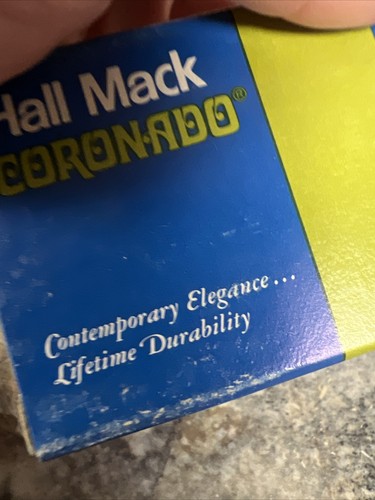 Hall Mack
CORONADO®
Contemporary Elegance...
Lifetime Durability